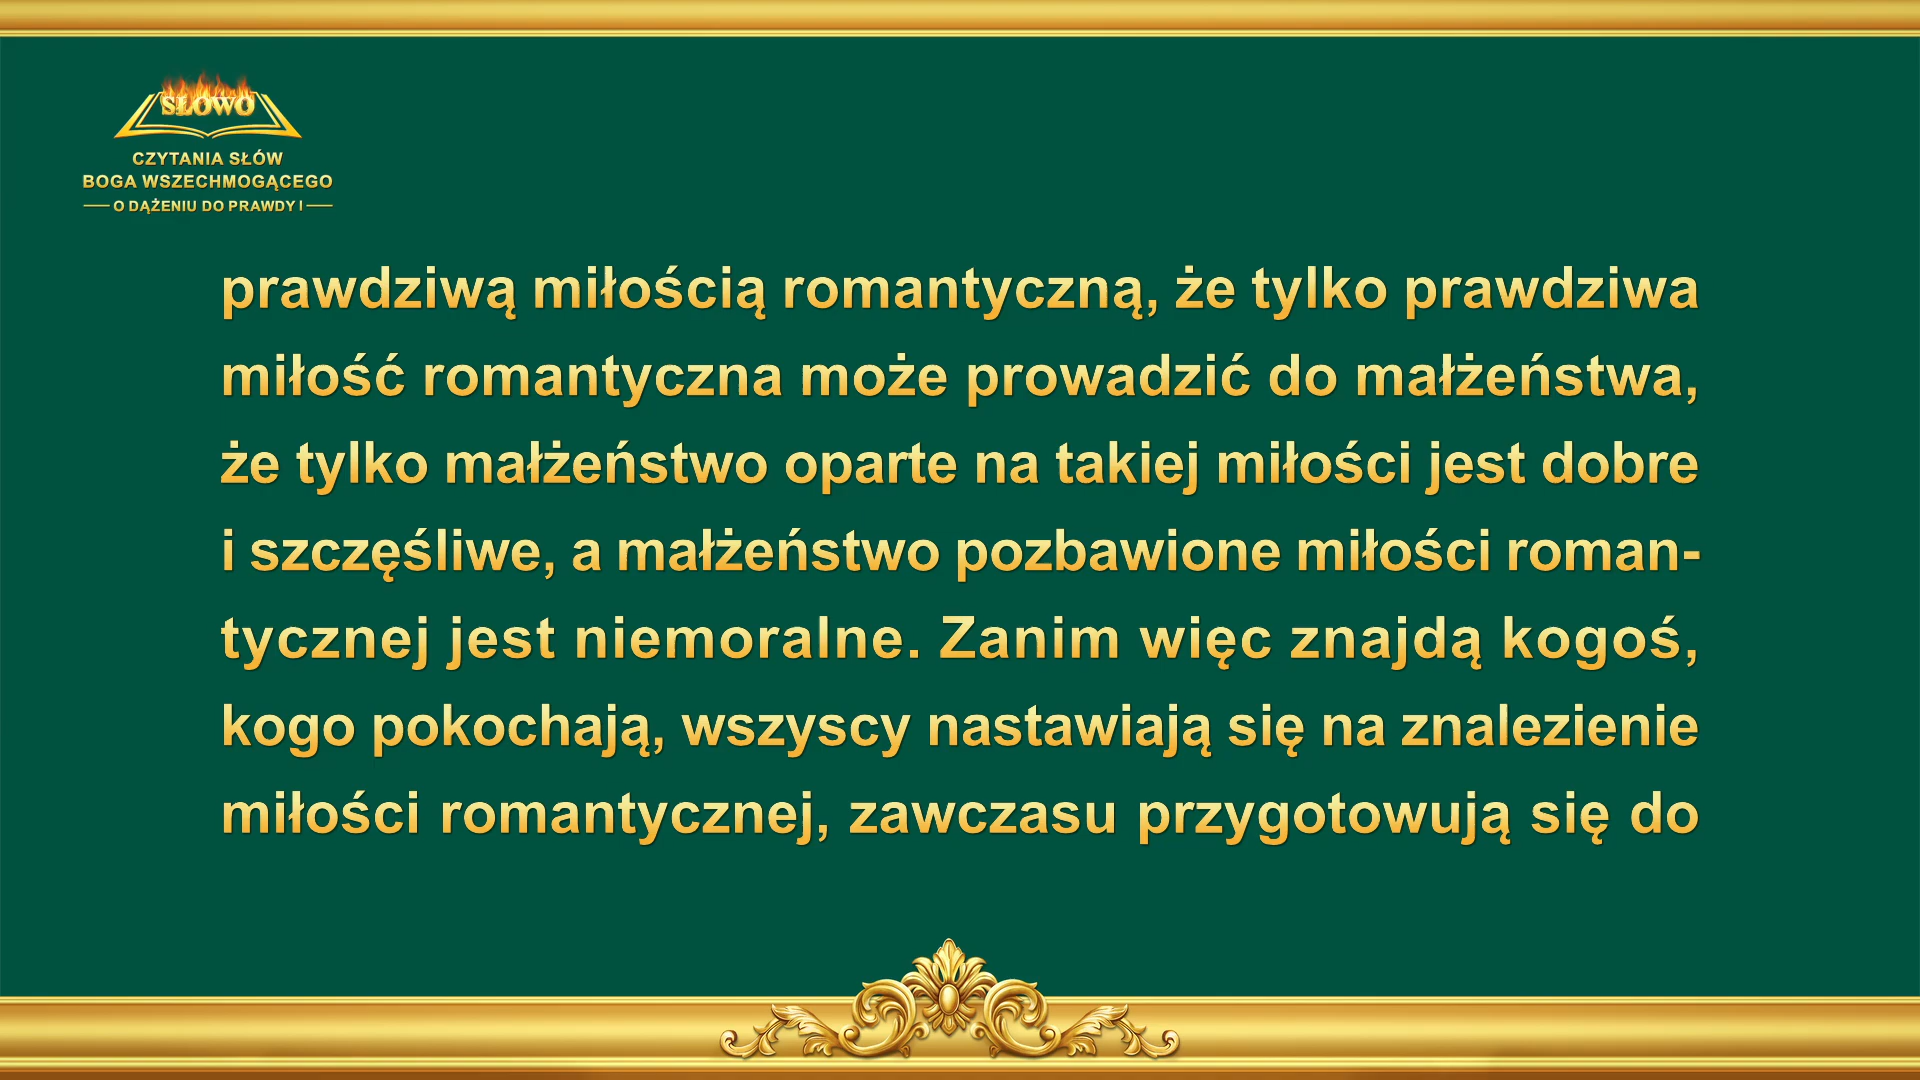 SŁOWO
CZYTANIA SŁÓW
BOGA WSZECHMOGĄCEGO
O DĄŻENIU DO PRAWDY I
prawdziwą miłością romantyczną, że tylko prawdziwa
miłość romantyczna może prowadzić do małżeństwa,
że tylko małżeństwo oparte na takiej miłości jest dobre
i szczęśliwe, a małżeństwo pozbawione miłości roman-
tycznej jest niemoralne. Zanim więc znajdą kogoś,
kogo pokochają, wszyscy nastawiają się na znalezienie
miłości romantycznej, zawczasu przygotowują się do